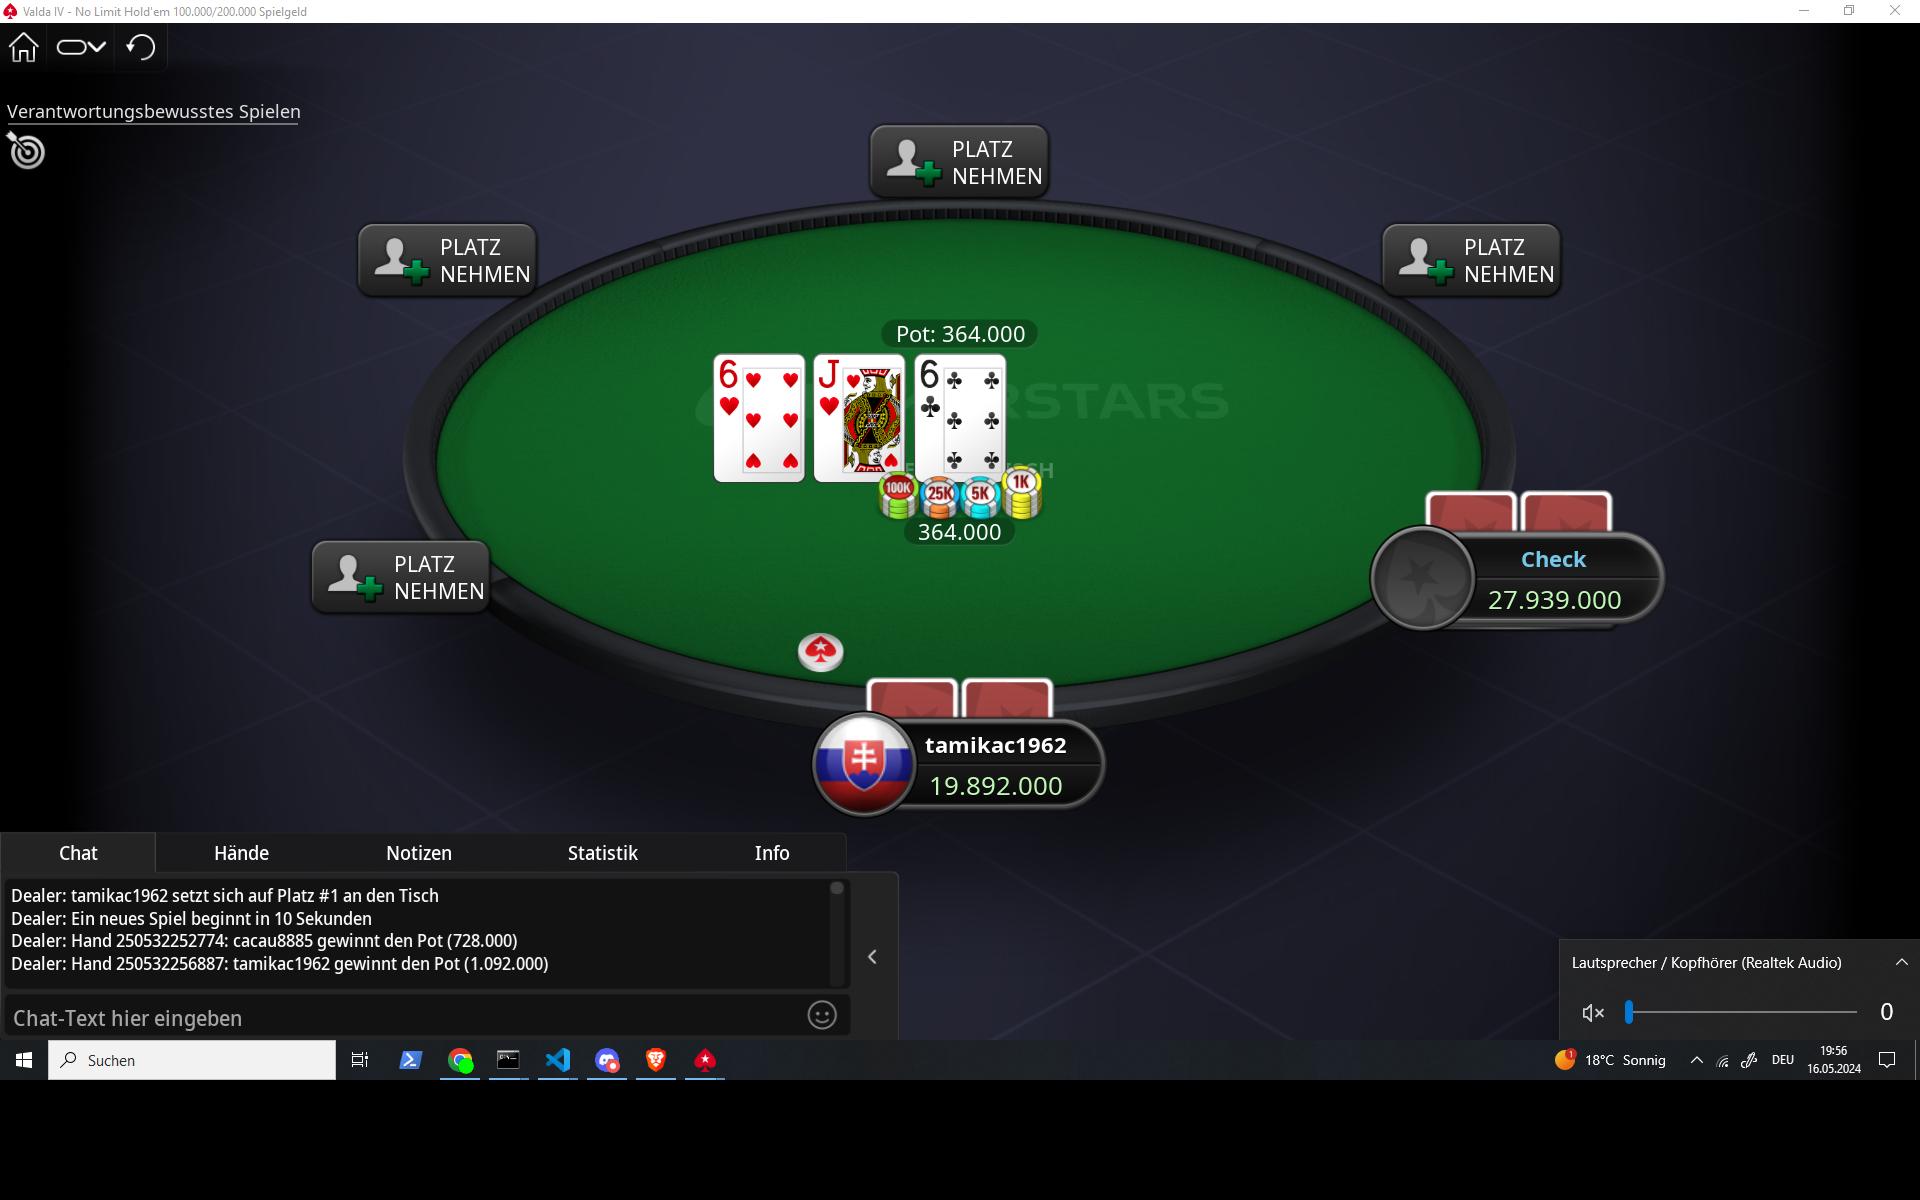 Valda IV - No Limit Hold'em 100.000/200.000 Spielgeld
Verantwortungsbewusstes Spielen
PLATZ
NEHMEN
PLATZ
NEHMEN
PLATZ
NEHMEN
Pot: 364.000
6
J
6
RSTARS
100K
25K
5K
1K
364.000
Check
27.939.000
PLATZ
NEHMEN
tamikac1962
19.892.000
Chat
Hände
Notizen
Statistik
Info
Dealer: tamikac1962 setzt sich auf Platz #1 an den Tisch
Dealer: Ein neues Spiel beginnt in 10 Sekunden
Dealer: Hand 250532252774: cacau8885 gewinnt den Pot (728.000)
Dealer: Hand 250532256887: tamikac1962 gewinnt den Pot (1.092.000)
Chat-Text hier eingeben
Lautsprecher / Kopfhörer (Realtek Audio)
0
Suchen
1
18°C Sonnig
DEU
19:56
16.05.2024